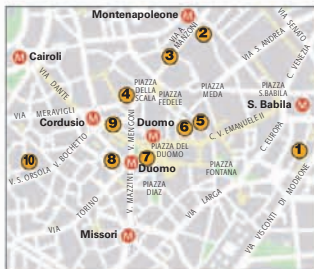 Montenapoleone M
VIA A. MANZONI
2
VIA SENATO
VIA S. ANDREA
C. VENEZIA
3
M Cairoli
VIA DANTE
PIAZZA DELLA SCALA
PIAZZA FEDELE
PIAZZA MEDA
PIAZZA S.BABILA
4
S. Babila M
VIA MERAVIGLI
Cordusio M
9
V. MENGONI
Duomo
M
6
5
C. V. EMANUELE II
C. EUROPA
1
10
V. S. ORSOLA
V. BOCHETTO
8
7
PIAZZA DEL DUOMO
M
Duomo
PIAZZA DIAZ
PIAZZA FONTANA
V. MAZZINI
VIA TORINO
VIA LARGA
VIA VISCONTI DI MODRONE
Missori M